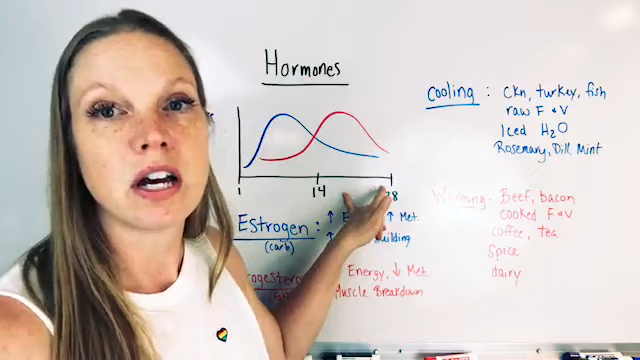 Hormones
1 14 28
Estrogen : ↑ ↑ Met.
(carb) ↑ Building
Energy, ↓ Met.
Muscle Breakdown
Cooling : ckn, turkey, fish
raw F & V
Iced H2O
Rosemary, Dill, Mint
Warming: Beef, bacon
cooked F & V
coffee, tea
spice
dairy